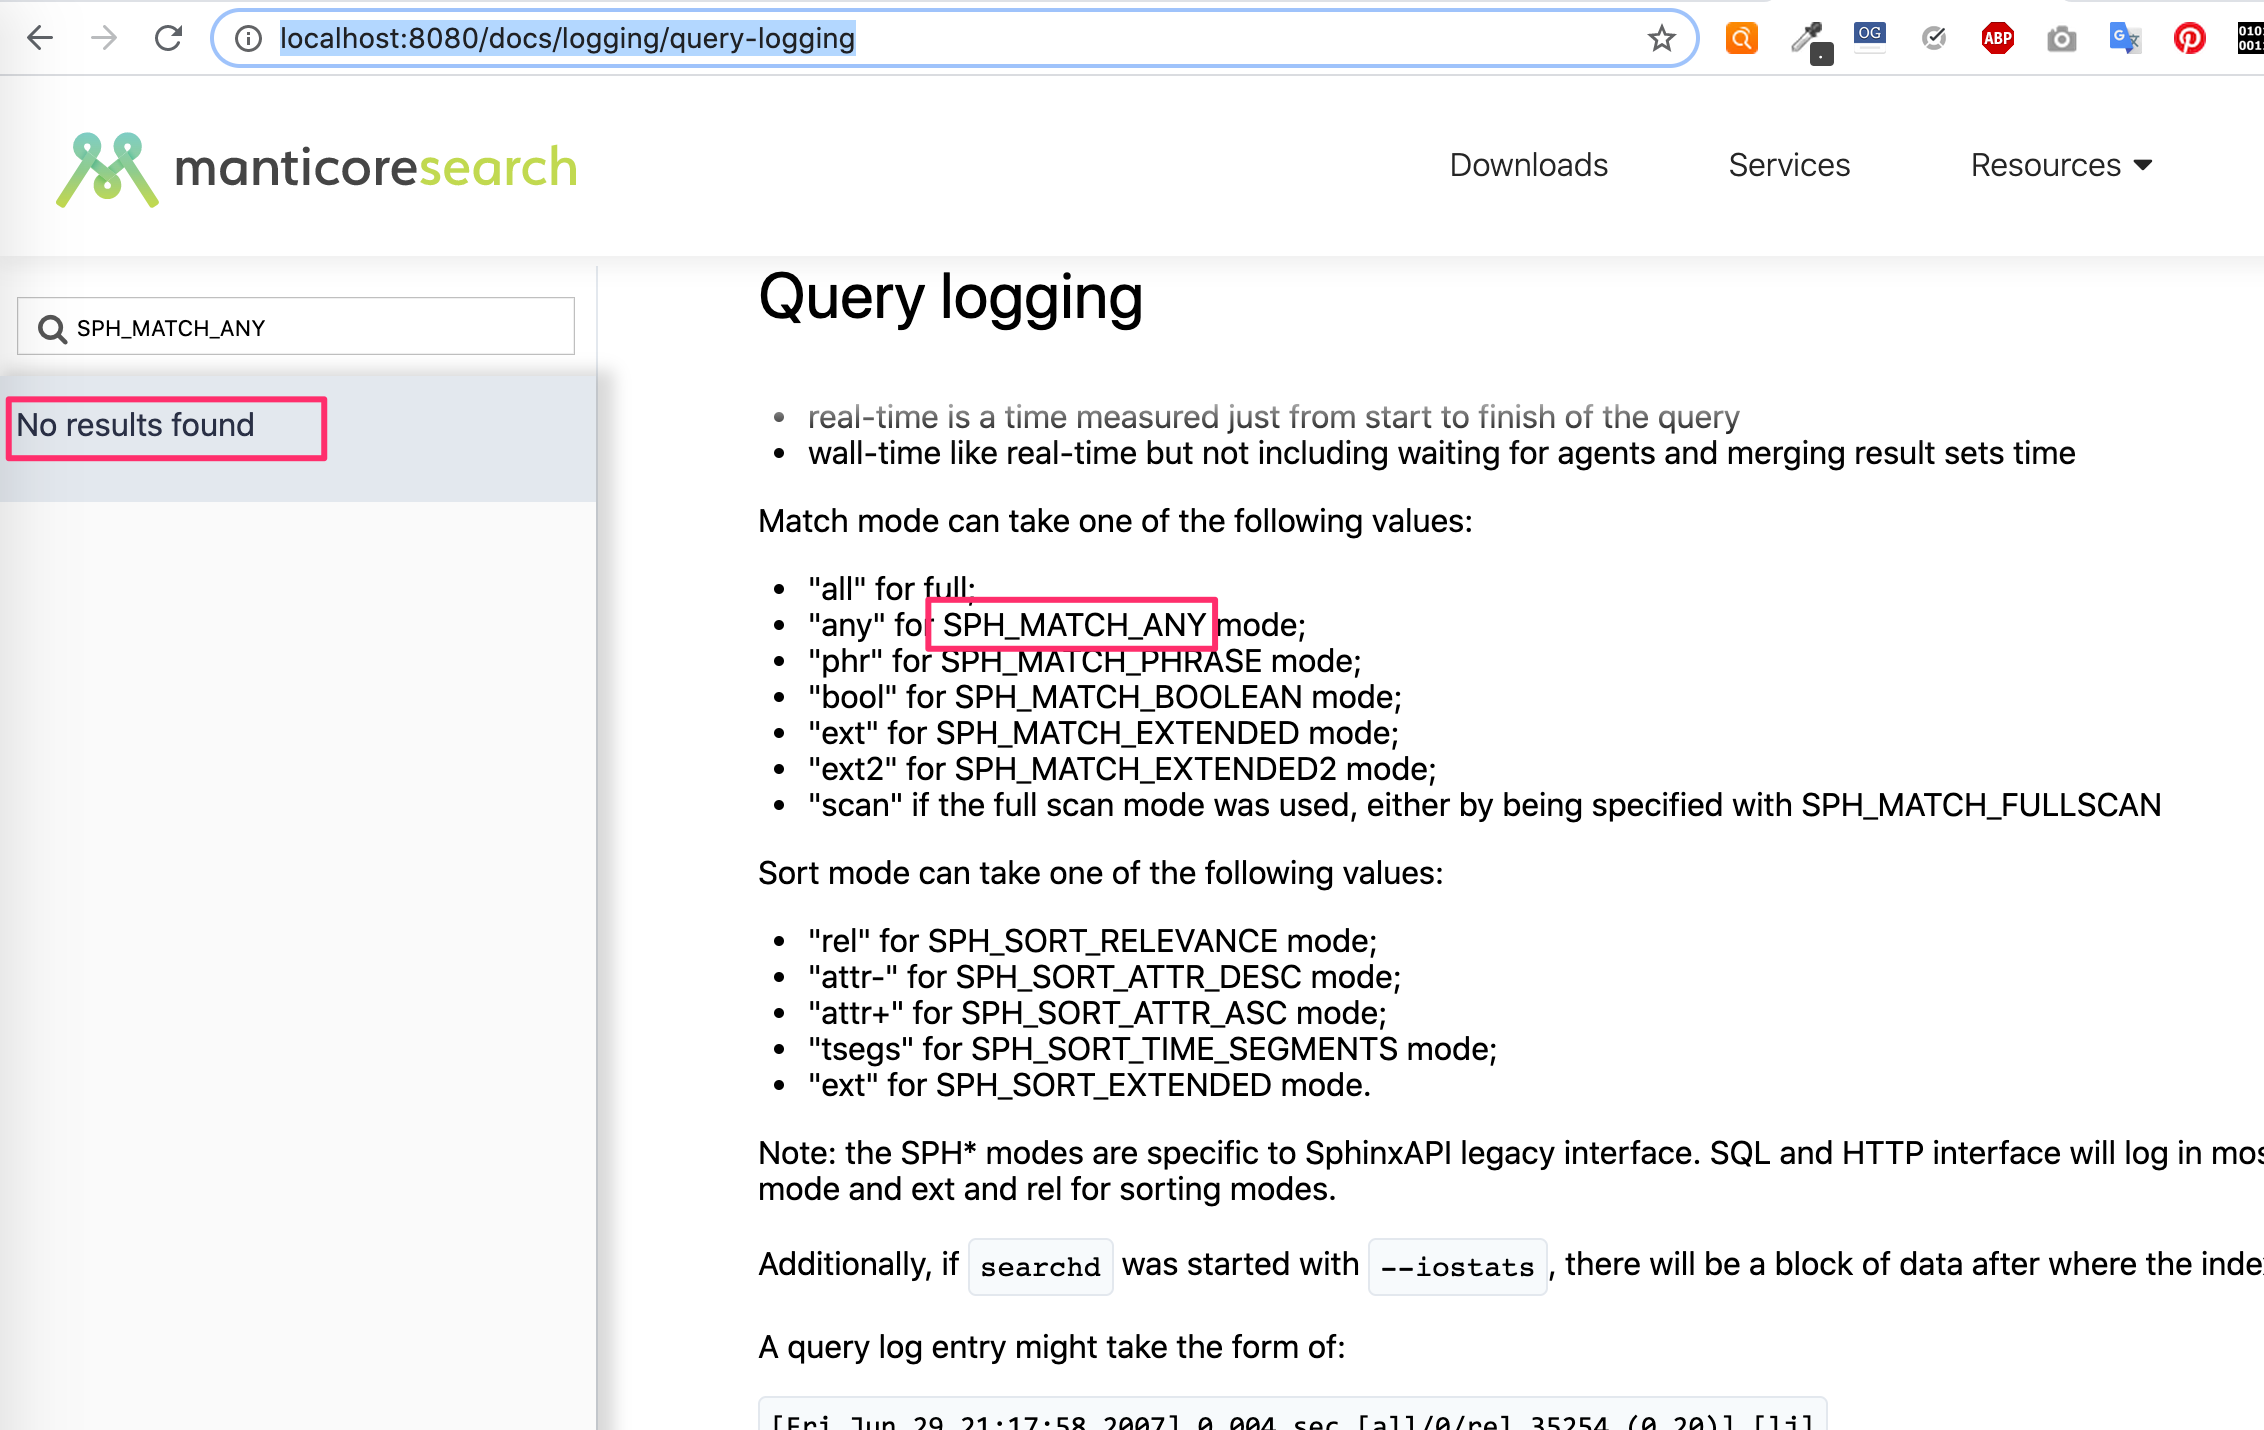 localhost:8080/docs/logging/query-logging
OG
ABP
manticoresearch
Downloads
Services
Resources
SPH_MATCH_ANY
No results found
Query logging
• real-time is a time measured just from start to finish of the query
• wall-time like real-time but not including waiting for agents and merging result sets time
Match mode can take one of the following values:
• "all" for full;
• "any" for SPH_MATCH_ANY mode;
• "phr" for SPH_MATCH_PHRASE mode;
• "bool" for SPH_MATCH_BOOLEAN mode;
• "ext" for SPH_MATCH_EXTENDED mode;
• "ext2" for SPH_MATCH_EXTENDED2 mode;
• "scan" if the full scan mode was used, either by being specified with SPH_MATCH_FULLSCAN
Sort mode can take one of the following values:
• "rel" for SPH_SORT_RELEVANCE mode;
• "attr-" for SPH_SORT_ATTR_DESC mode;
• "attr+" for SPH_SORT_ATTR_ASC mode;
• "tsegs" for SPH_SORT_TIME_SEGMENTS mode;
• "ext" for SPH_SORT_EXTENDED mode.
Note: the SPH* modes are specific to SphinxAPI legacy interface. SQL and HTTP interface will log in
mode and ext and rel for sorting modes.
Additionally, if searchd was started with --iostats, there will be a block of data after where the
A query log entry might take the form of:
[Fri Jun 29 21:17:58 2007] 0.004 sec [all/0/rel 35254 (0,20)] [lj]